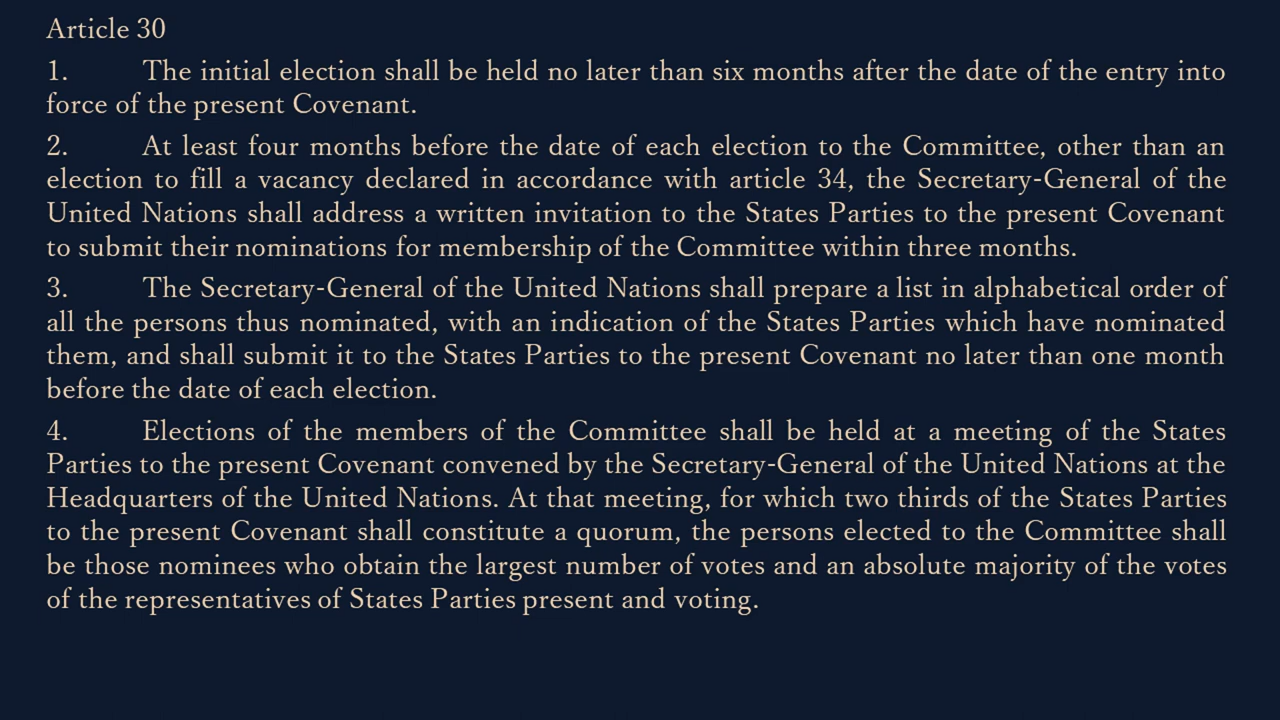 Article 30
1. The initial election shall be held no later than six months after the date of the entry into
force of the present Covenant.
2. At least four months before the date of each election to the Committee, other than an
election to fill a vacancy declared in accordance with article 34, the Secretary-General of the
United Nations shall address a written invitation to the States Parties to the present Covenant
to submit their nominations for membership of the Committee within three months.
3. The Secretary-General of the United Nations shall prepare a list in alphabetical order of
all the persons thus nominated, with an indication of the States Parties which have nominated
them, and shall submit it to the States Parties to the present Covenant no later than one month
before the date of each election.
4. Elections of the members of the Committee shall be held at a meeting of the States
Parties to the present Covenant convened by the Secretary-General of the United Nations at the
Headquarters of the United Nations. At that meeting, for which two thirds of the States Parties
to the present Covenant shall constitute a quorum, the persons elected to the Committee shall
be those nominees who obtain the largest number of votes and an absolute majority of the votes
of the representatives of States Parties present and voting.